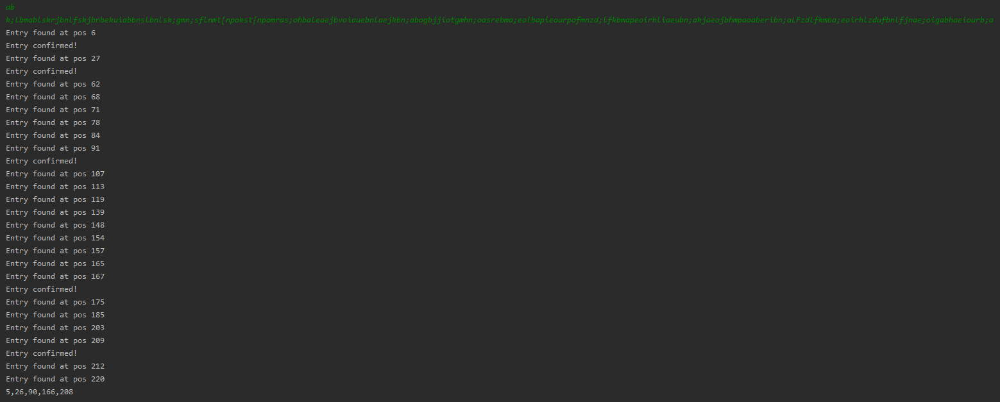 ab
k;lbmablskrjbnlfskjbnbekuiabbnslbnlsk;gmn;sflnmt[npokst[npomras;ohbaleaejbvoiauebnlaejkbn;abogbjjiotgmhn;oasrebma;eoibapieourpofmnzd;lfkbmapeoirhliaeubn;akjaeojbhmpaoaberibn;aLFzdlfkmba;eoirhlzdufbnlfjnae;oigabhaeiourb;a
Entry found at pos 6
Entry confirmed!
Entry found at pos 27
Entry confirmed!
Entry found at pos 62
Entry found at pos 68
Entry found at pos 71
Entry found at pos 78
Entry found at pos 84
Entry found at pos 91
Entry confirmed!
Entry found at pos 107
Entry found at pos 113
Entry found at pos 119
Entry found at pos 139
Entry found at pos 148
Entry found at pos 154
Entry found at pos 157
Entry found at pos 165
Entry found at pos 167
Entry confirmed!
Entry found at pos 175
Entry found at pos 185
Entry found at pos 203
Entry found at pos 209
Entry confirmed!
Entry found at pos 212
Entry found at pos 220
5,26,90,166,208